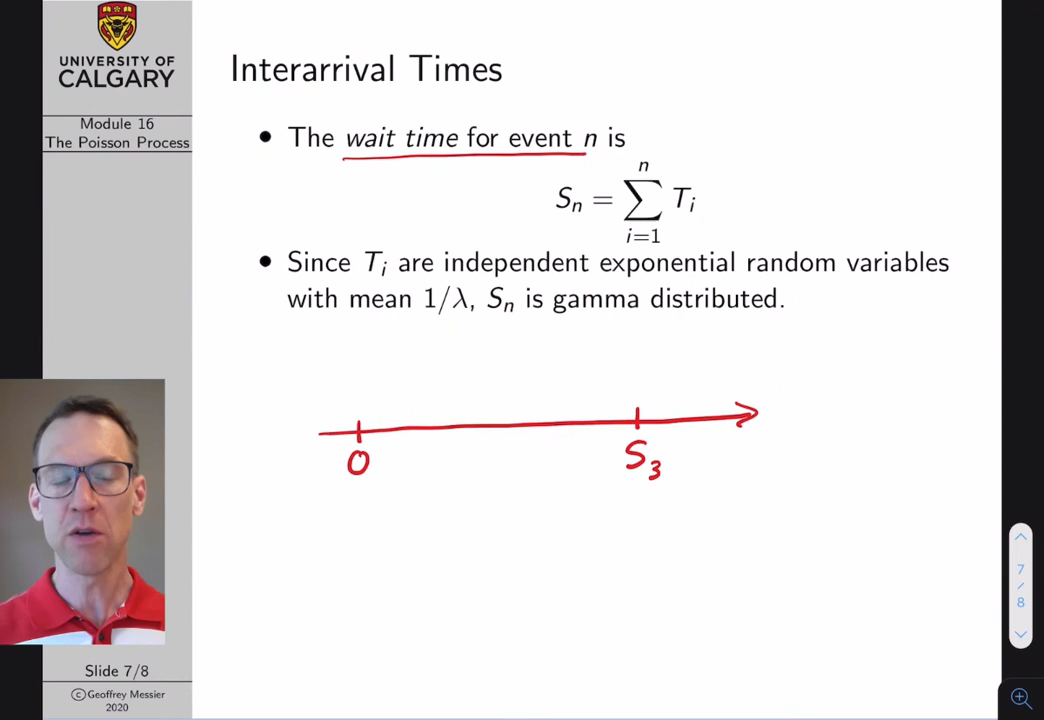 UNIVERSITY OF
CALGARY
Module 16
The Poisson Process
Interarrival Times
• The wait time for event n is
Sₙ = ∑ⁿᵢ₌₁ Tᵢ
• Since Tᵢ are independent exponential random variables
with mean 1/λ, Sₙ is gamma distributed.
0 S₃
Slide 7/8
©Geoffrey Messier
2020
7
/
8